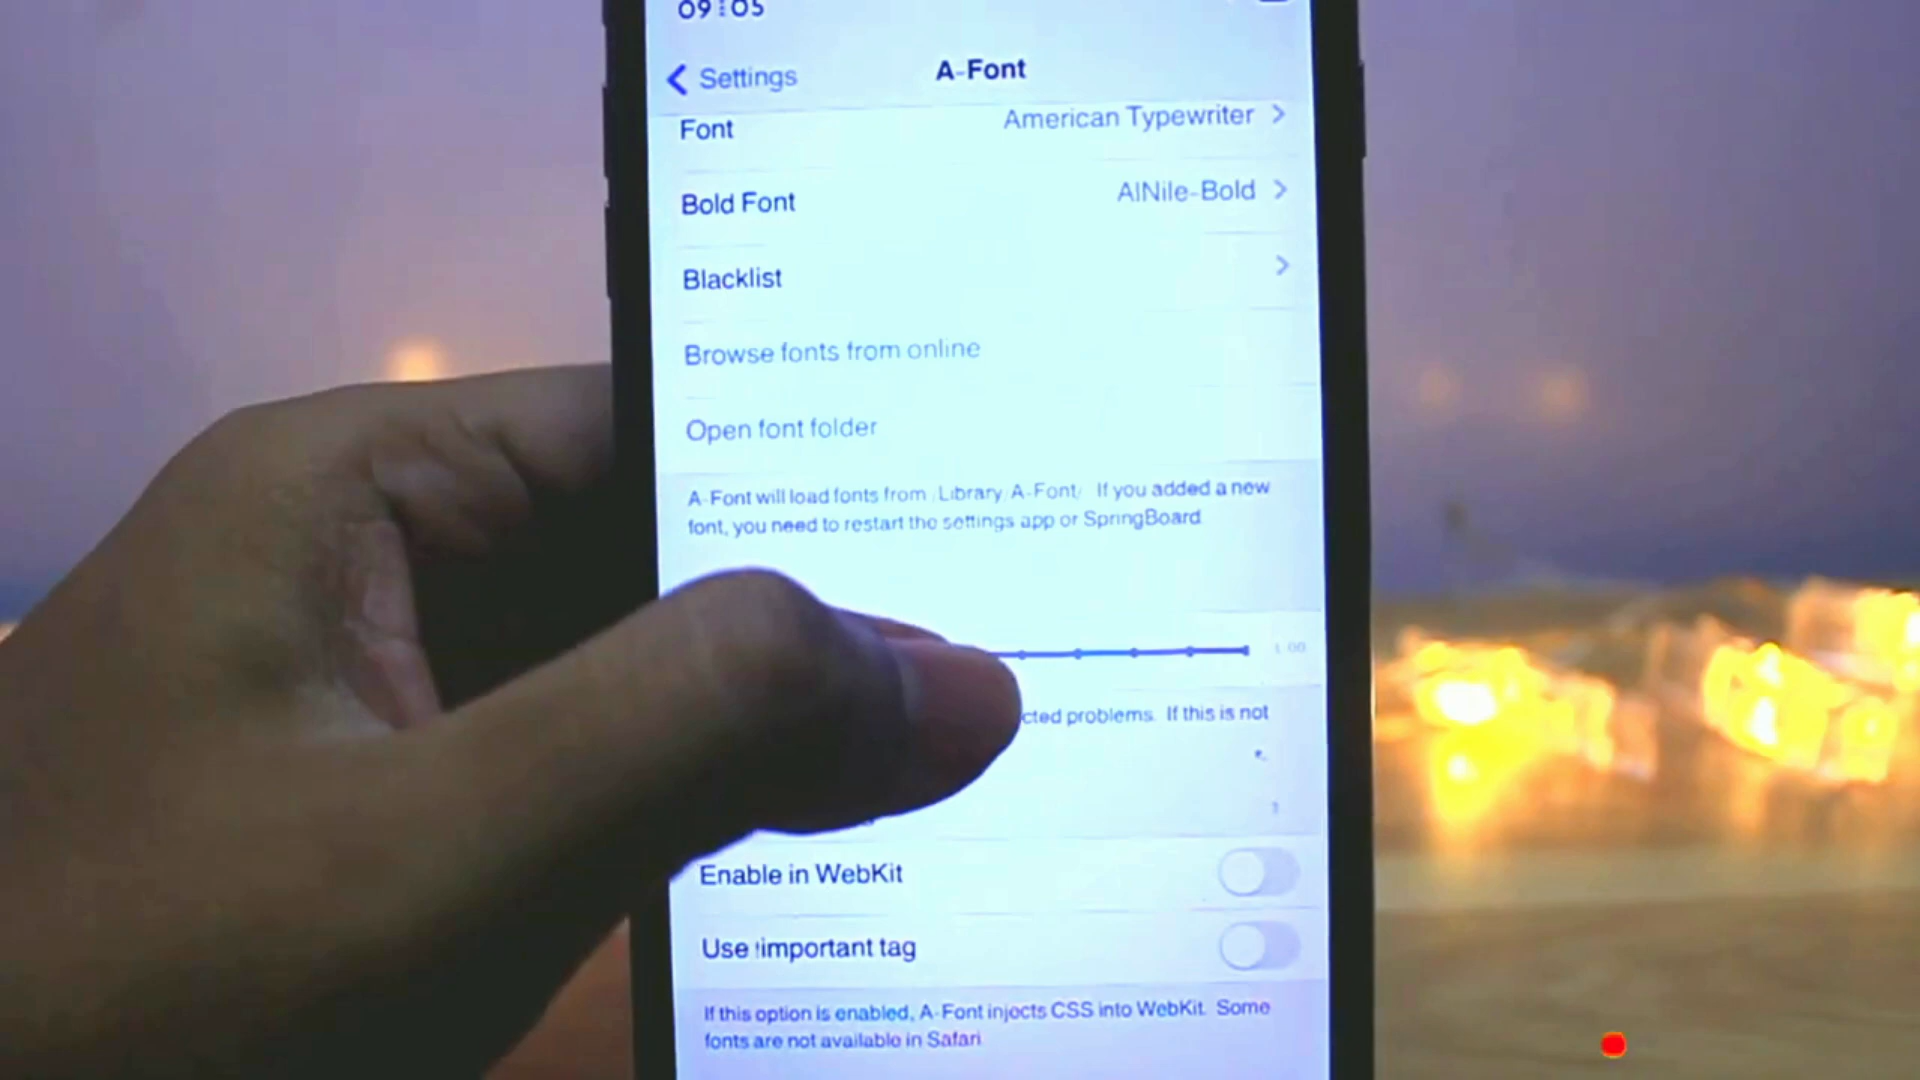 09:05
Settings
A-Font
Font
American Typewriter
Bold Font
AlNile-Bold
Blacklist
Browse fonts from online
Open font folder
A-Font will load fonts from /Library/A-Font/. If you added a new
font, you need to restart the settings app or SpringBoard.
1.00
problems. If this is not
Enable in WebKit
Use !important tag
If this option is enabled, A-Font injects CSS into WebKit. Some
fonts are not available in Safari.